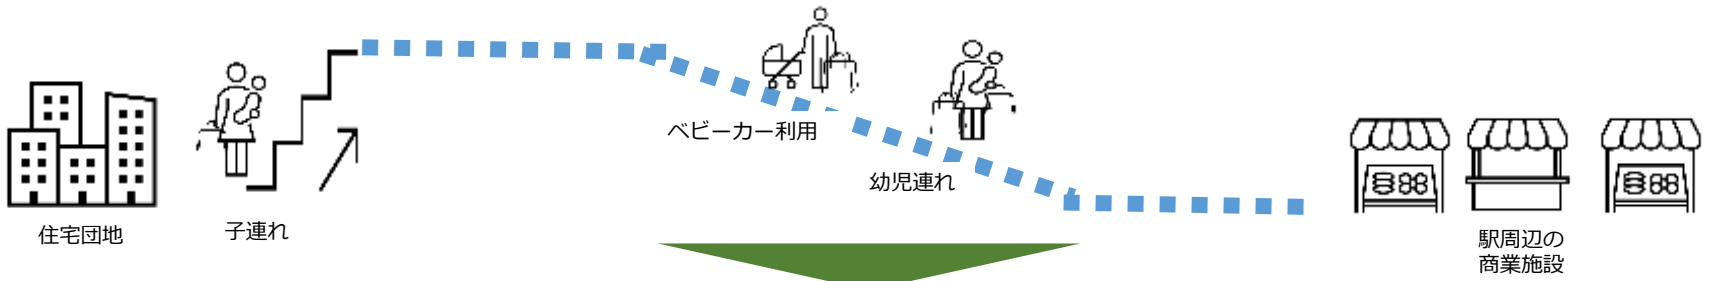 ベビーカー利用
幼児連れ
住宅団地
子連れ
駅周辺の
商業施設